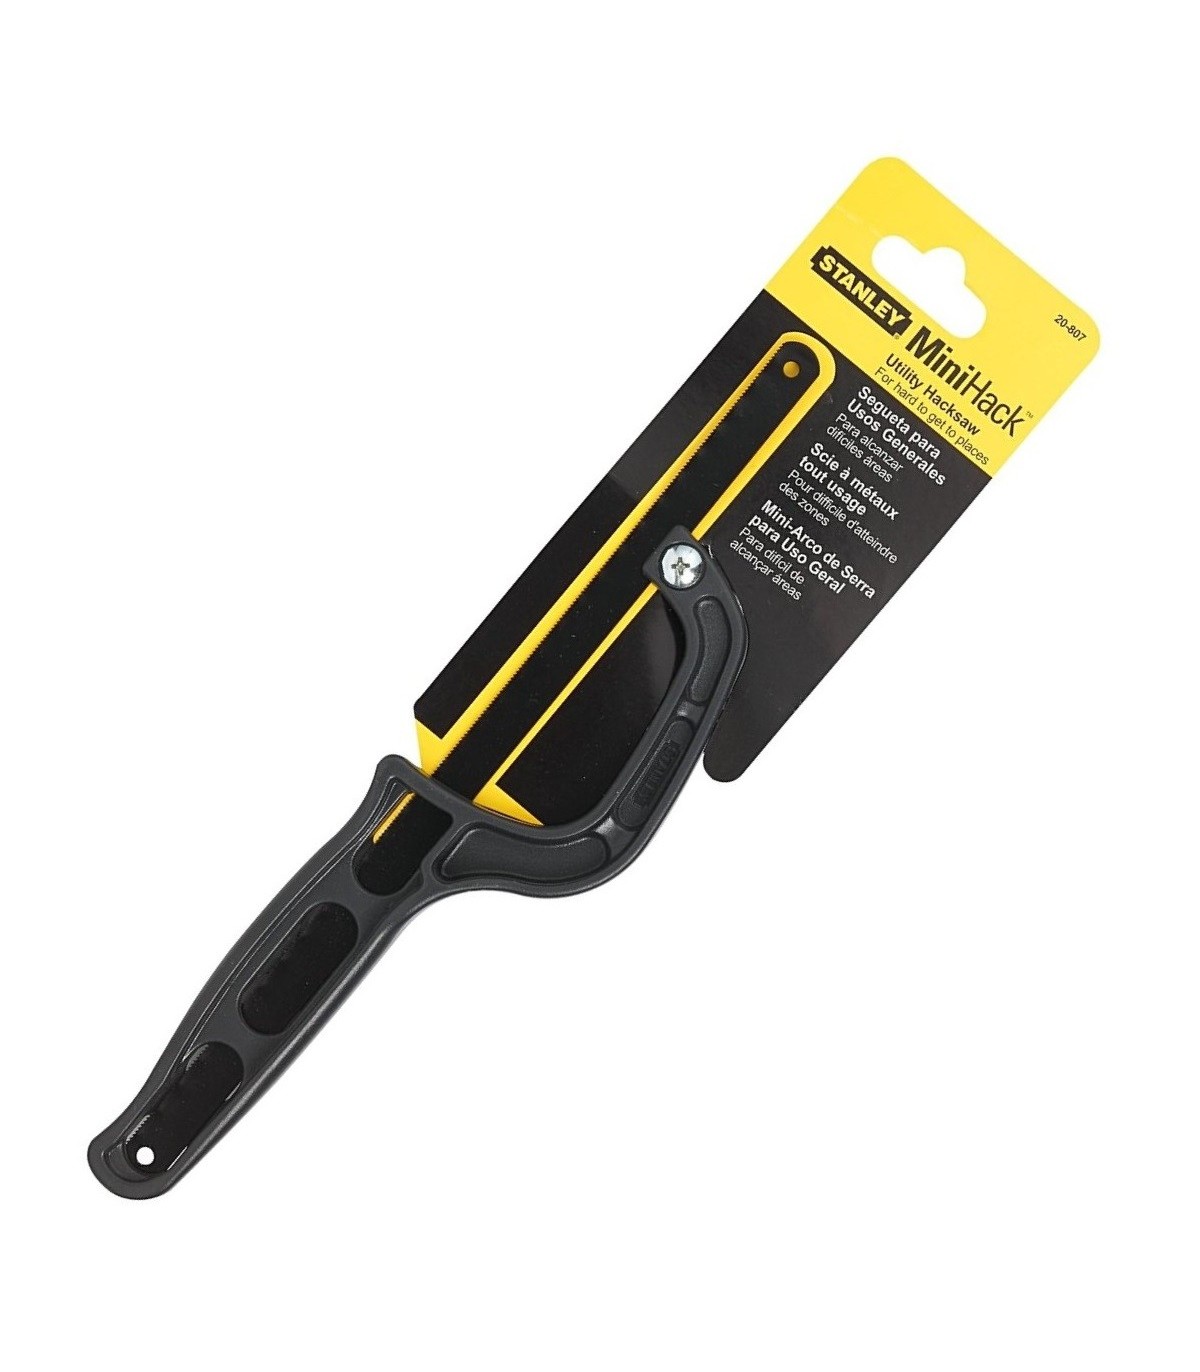 20-807
STANLEY
MiniHack™
Utility Hacksaw
For hard to get to places
Segueta para
Usos Generales
Para alcanzar
difíciles áreas
Scie à métaux
tout usage
Pour difficile d'atteindre
des zones
Mini-Arco de Serra
para Uso Geral
Para difícil de
alcançar áreas
STANLEY